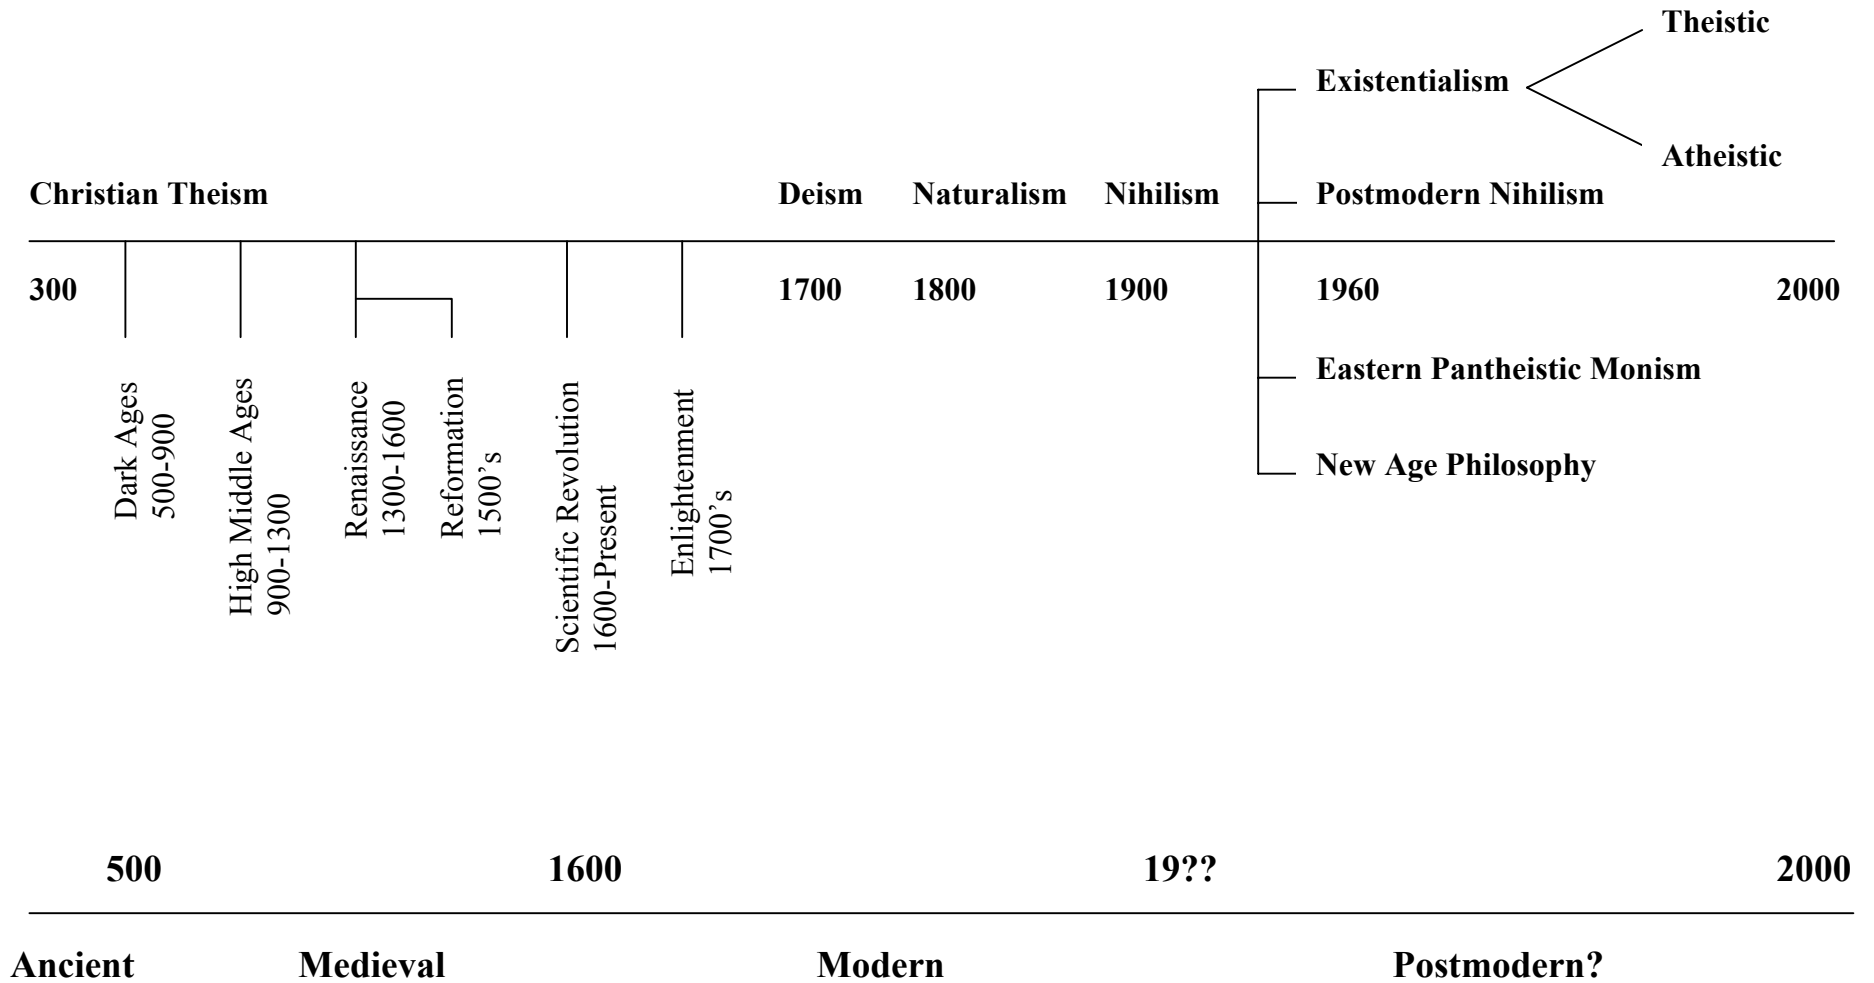 Theistic
Existentialism
Atheistic
Christian Theism Deism Naturalism Nihilism Postmodern Nihilism
300 1700 1800 1900 1960 2000
Eastern Pantheistic Monism
New Age Philosophy
Dark Ages
500-900
High Middle Ages
900-1300
Renaissance
1300-1600
Reformation
1500’s
Scientific Revolution
1600-Present
Enlightenment
1700’s
500 1600 19?? 2000
Ancient Medieval Modern Postmodern?